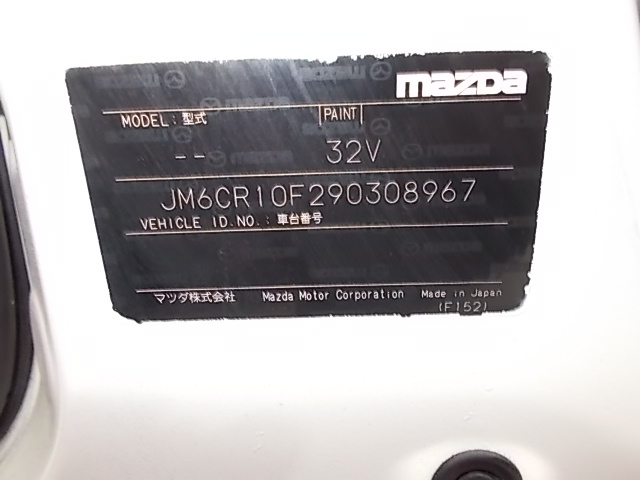 mazda
MODEL: 型式 PAINT
-- 32V
JM6CR10F290308967
VEHICLE ID.NO.: 車台番号
マツダ株式会社 Mazda Motor Corporation Made in Japan
(F152)